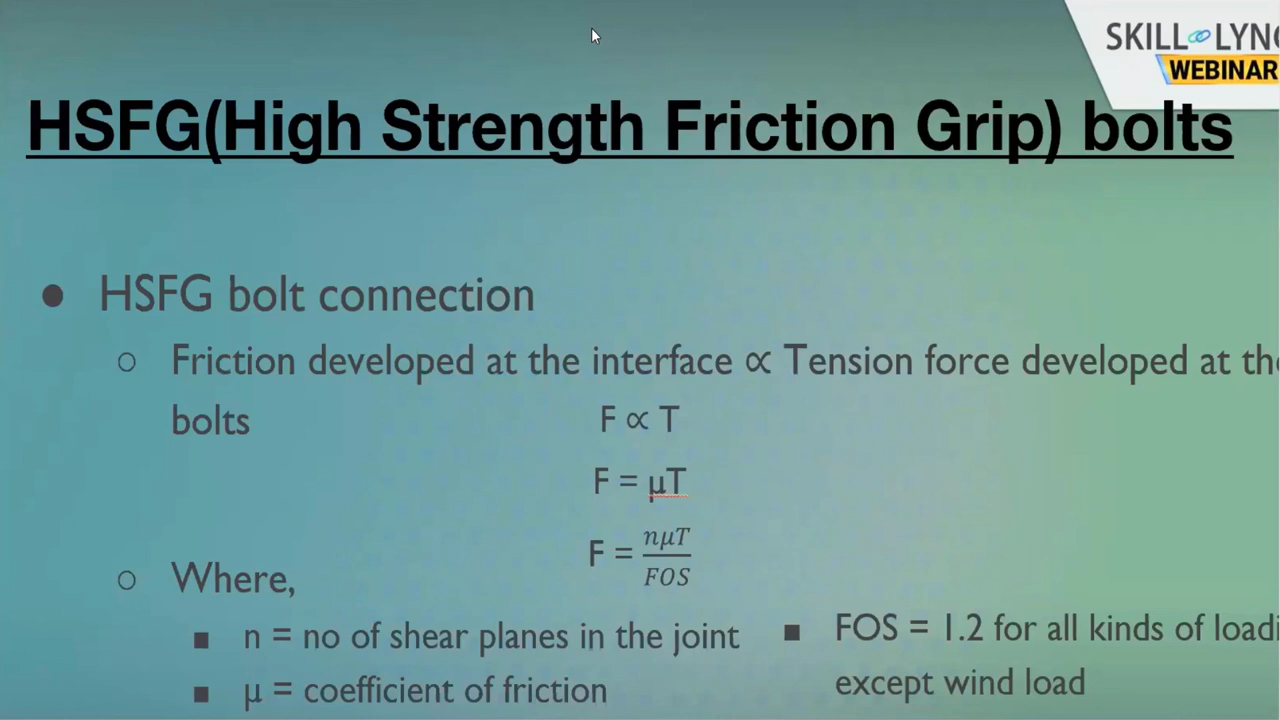 SKILL LYN
WEBINAR
HSFG(High Strength Friction Grip) bolts
● HSFG bolt connection
○ Friction developed at the interface ∝ Tension force developed at the
bolts
F ∝ T
F = μT
F = nμT/FOS
○ Where,
■ n = no of shear planes in the joint
■ μ = coefficient of friction
■ FOS = 1.2 for all kinds of loadi
except wind load